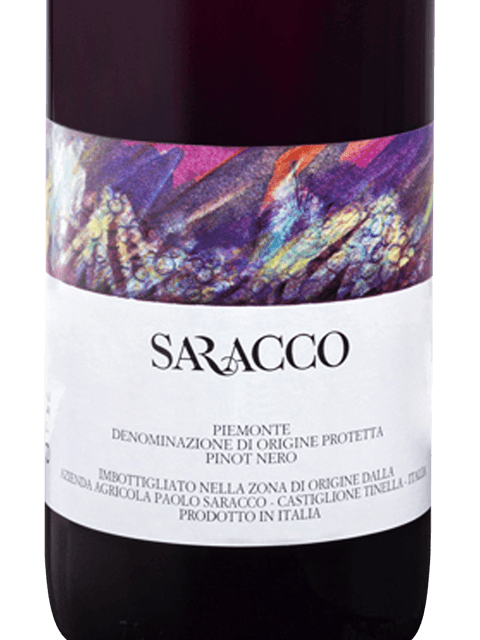 SARACCO
PIEMONTE
DENOMINAZIONE DI ORIGINE PROTETTA
PINOT NERO
IMBOTTIGLIATO NELLA ZONA DI ORIGINE DALLA
AZIENDA AGRICOLA PAOLO SARACCO - CASTIGLIONE TINELLA - ITALIA
PRODOTTO IN ITALIA